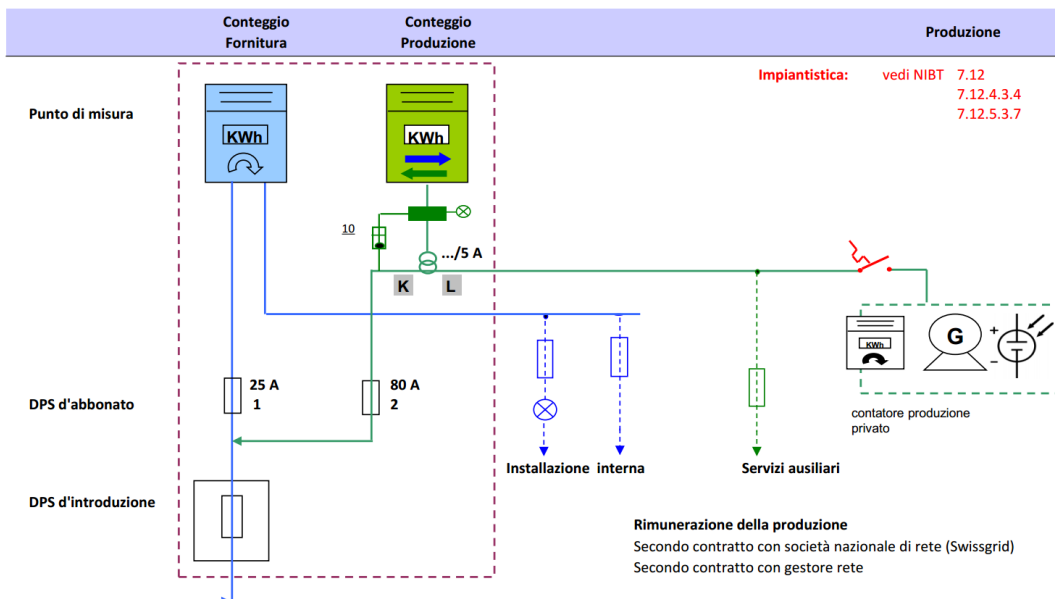 Conteggio
Fornitura
Conteggio
Produzione
Produzione
Impiantistica: vedi NIBT 7.12
7.12.4.3.4
7.12.5.3.7
Punto di misura
KWh
KWh
10
.../5 A
K L
G
+
−
KWh
25 A
1
80 A
2
DPS d'abbonato
contatore produzione
privato
Installazione interna
Servizi ausiliari
DPS d'introduzione
Rimunerazione della produzione
Secondo contratto con società nazionale di rete (Swissgrid)
Secondo contratto con gestore rete